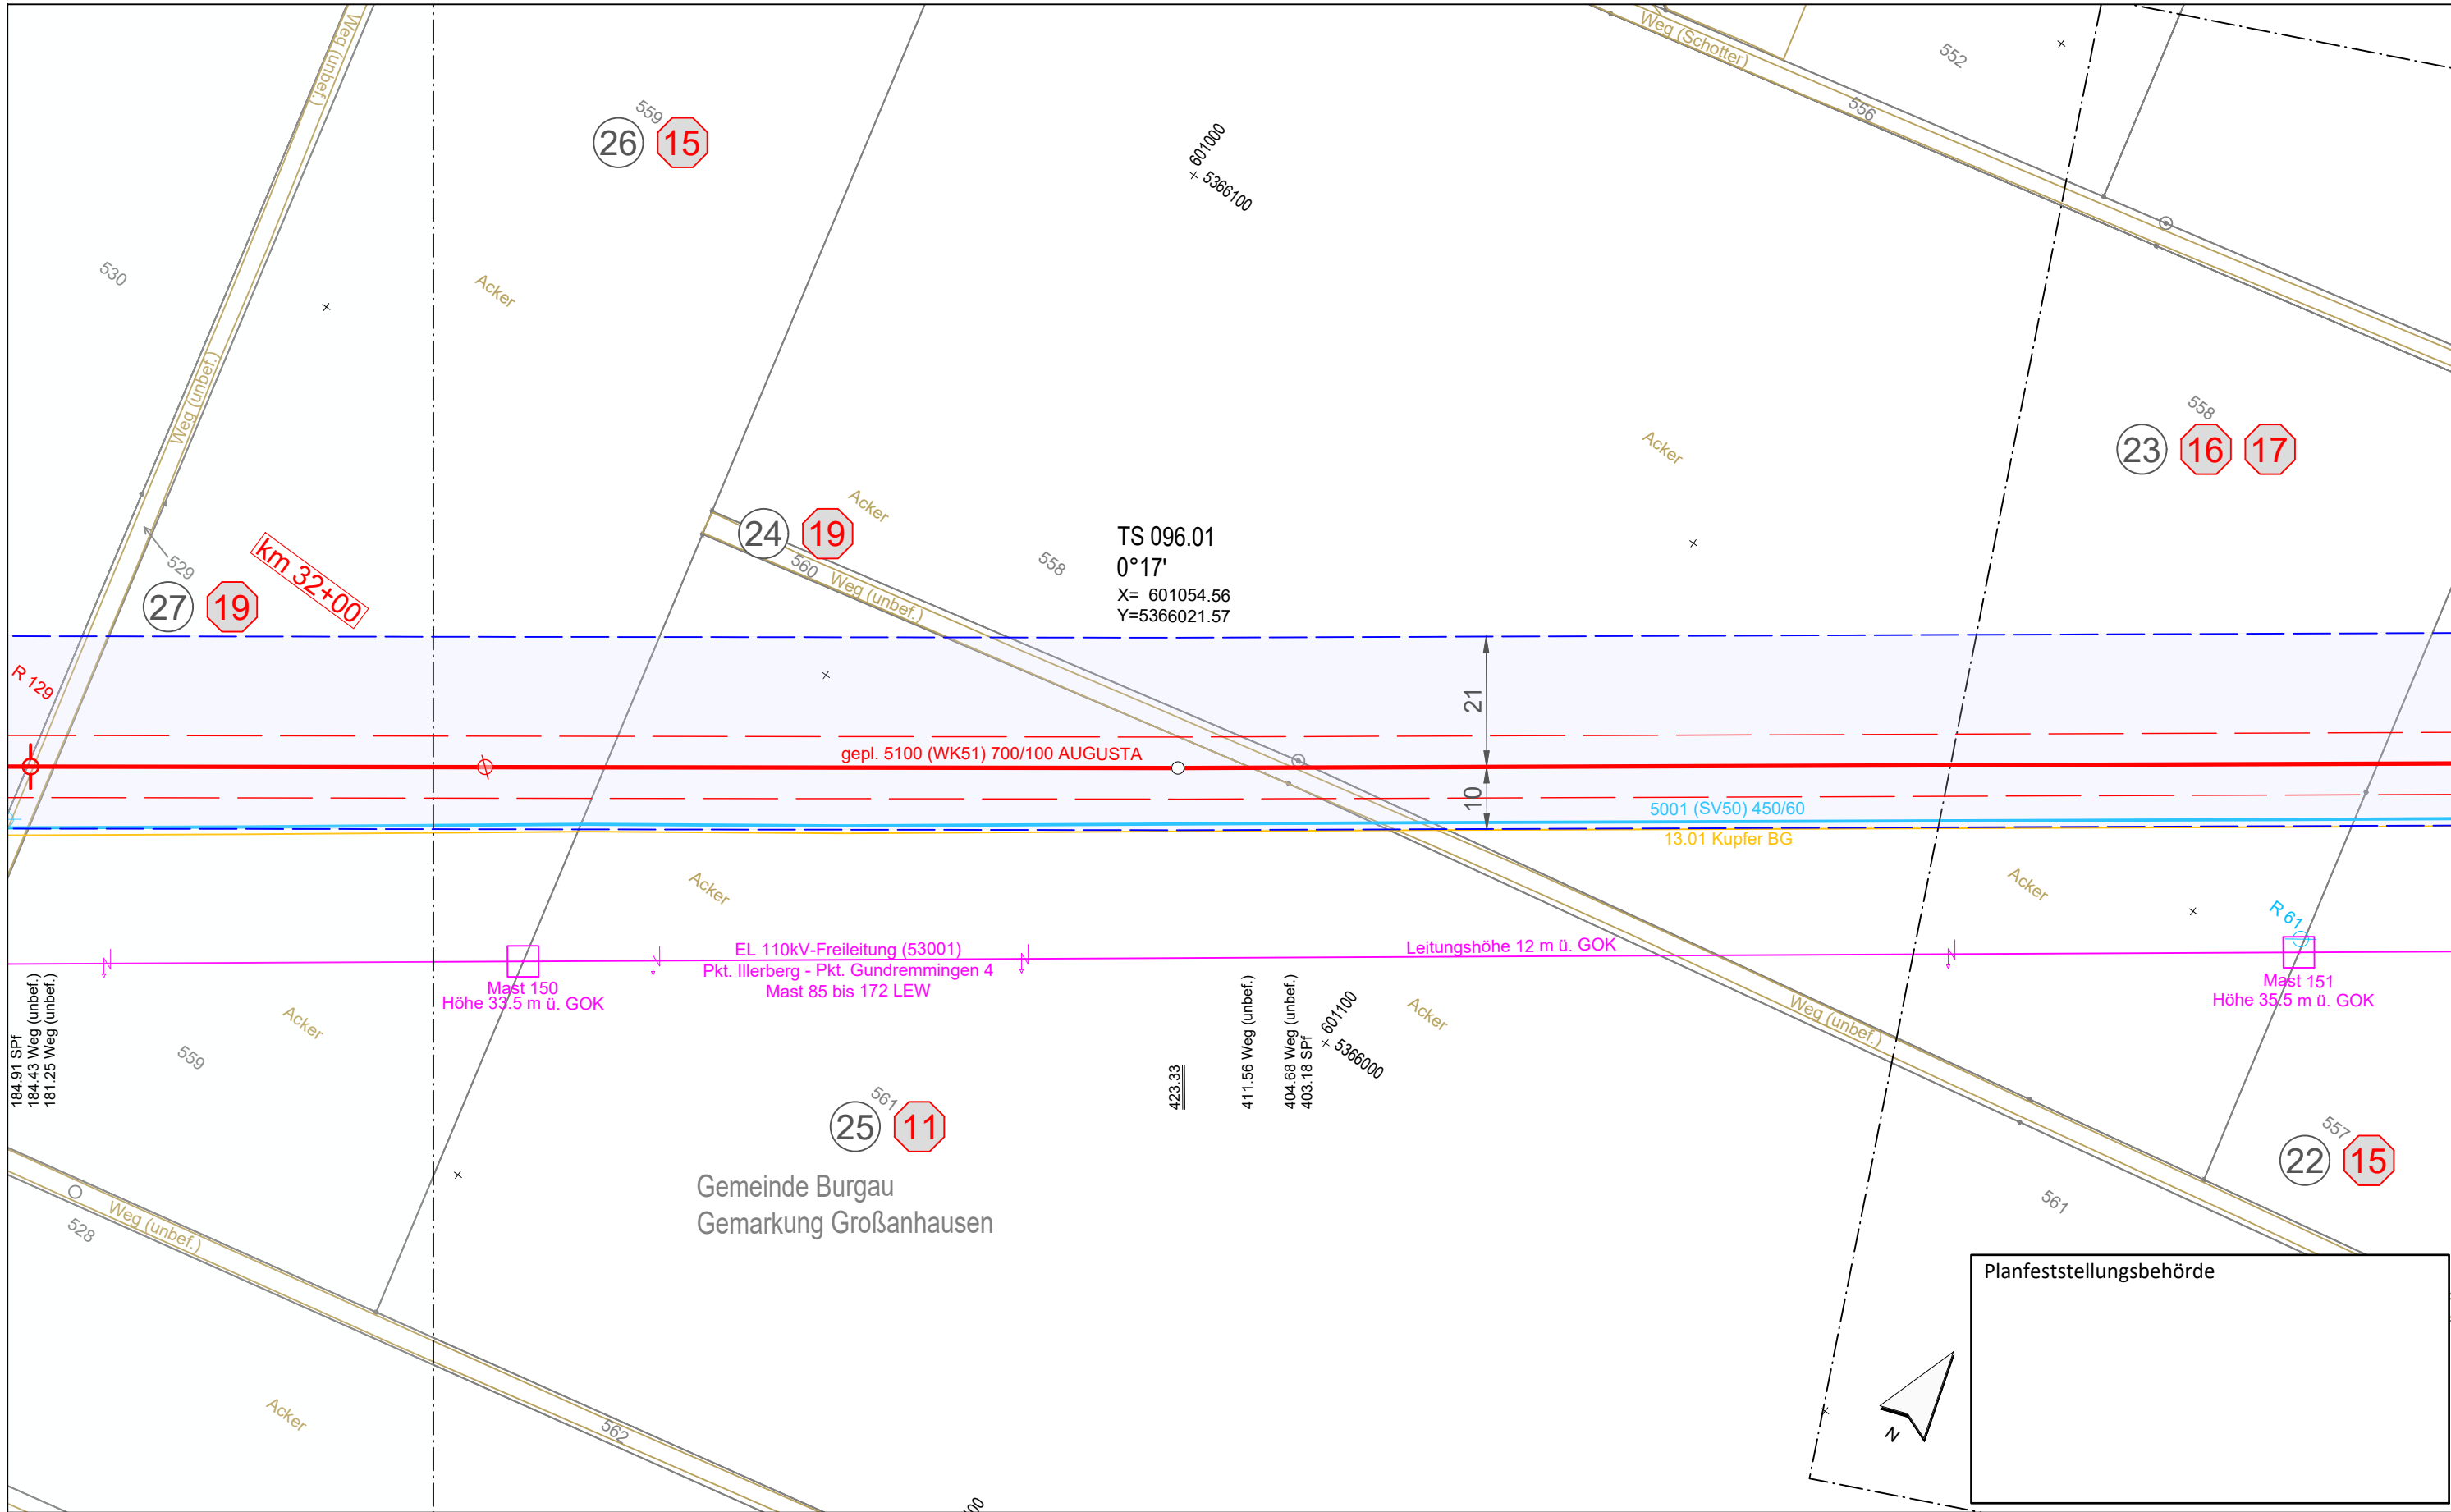 Weg (unbef.)
Weg (Schotter)
552
556
559
26 15
601000
5366100
530
Acker
Weg (unbef.)
Acker
558
23 16 17
Acker
24 19
560
Weg (unbef.)
558
TS 096.01
0°17'
X= 601054.56
Y=5366021.57
529
27 19
km 32+00
R 129
21
gepl. 5100 (WK51) 700/100 AUGUSTA
10
5001 (SV50) 450/60
13.01 Kupfer BG
Acker
Acker
R 61
EL 110kV-Freileitung (53001)
Pkt. Illerberg - Pkt. Gundremmingen 4
Mast 85 bis 172 LEW
Leitungshöhe 12 m ü. GOK
Mast 150
Höhe 33.5 m ü. GOK
Mast 151
Höhe 35.5 m ü. GOK
184.91 SPf
184.43 Weg (unbef.)
181.25 Weg (unbef.)
Acker
559
423.33
411.56 Weg (unbef.)
404.68 Weg (unbef.)
403.18 SPf
601100
5366000
Acker
Weg (unbef.)
561
25 11
557
22 15
Gemeinde Burgau
Gemarkung Großanhausen
561
Weg (unbef.)
528
Planfeststellungsbehörde
Acker
562
N